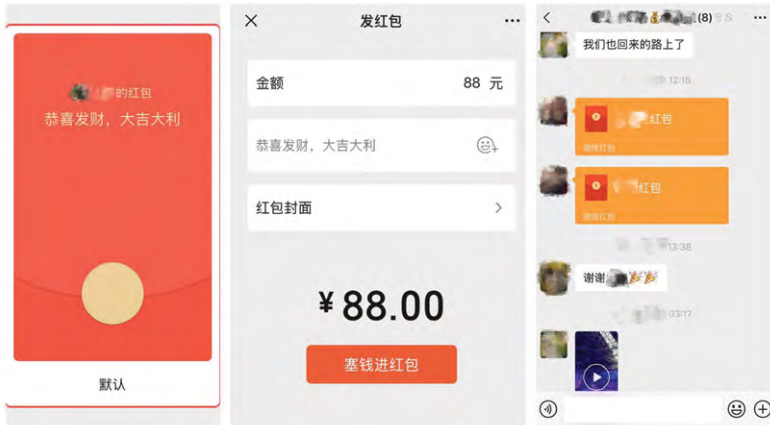 的红包
恭喜发财，大吉大利
默认
发红包
金额
88 元
恭喜发财，大吉大利
红包封面
¥88.00
塞钱进红包
(8)
我们也回来的路上了
12:15
红包
微信红包
红包
微信红包
13:38
谢谢
03:17